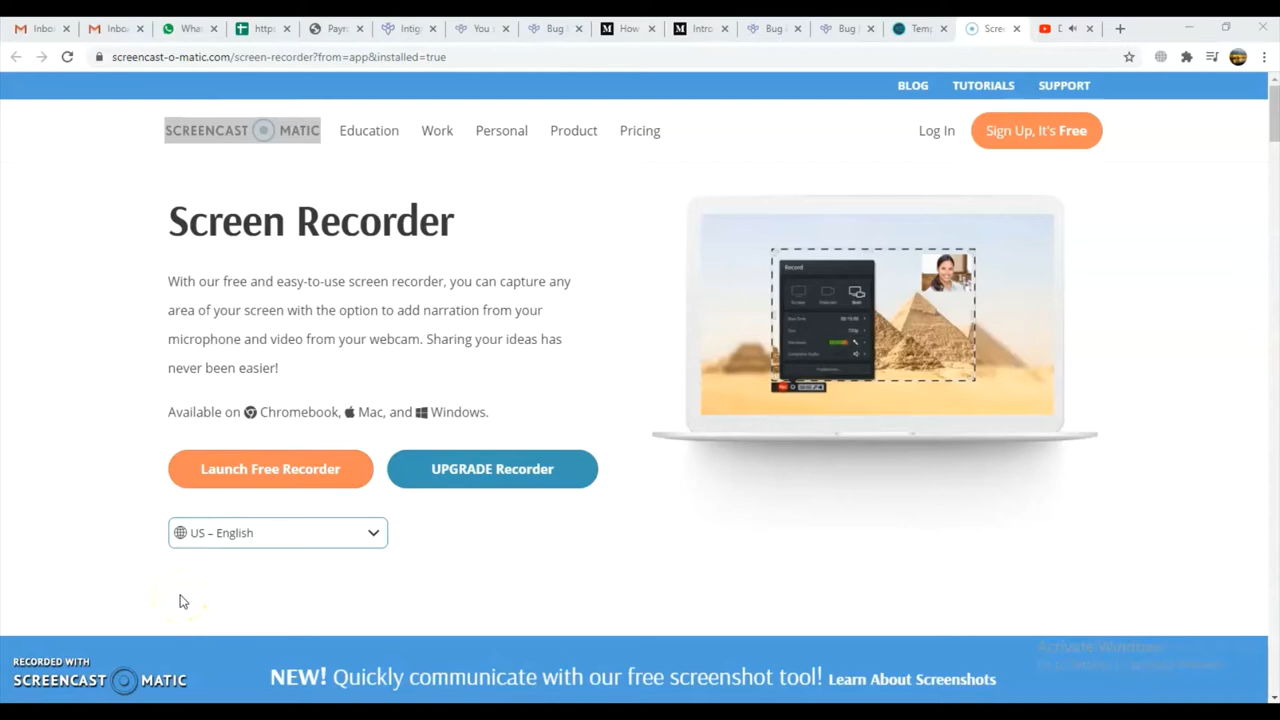 Inbo
Inbo
What
https
Paym
Intig
You s
Bug
How
Intro
Bug
Bug
Temp
Scre
screencast-o-matic.com/screen-recorder?from=app&installed=true
BLOG TUTORIALS SUPPORT
SCREENCAST MATIC Education Work Personal Product Pricing Log In Sign Up, It's Free
Screen Recorder
With our free and easy-to-use screen recorder, you can capture any
area of your screen with the option to add narration from your
microphone and video from your webcam. Sharing your ideas has
never been easier!
Available on Chromebook, Mac, and Windows.
Launch Free Recorder UPGRADE Recorder
US – English
Record
Activate Windows
RECORDED WITH
SCREENCAST MATIC
NEW! Quickly communicate with our free screenshot tool! Learn About Screenshots